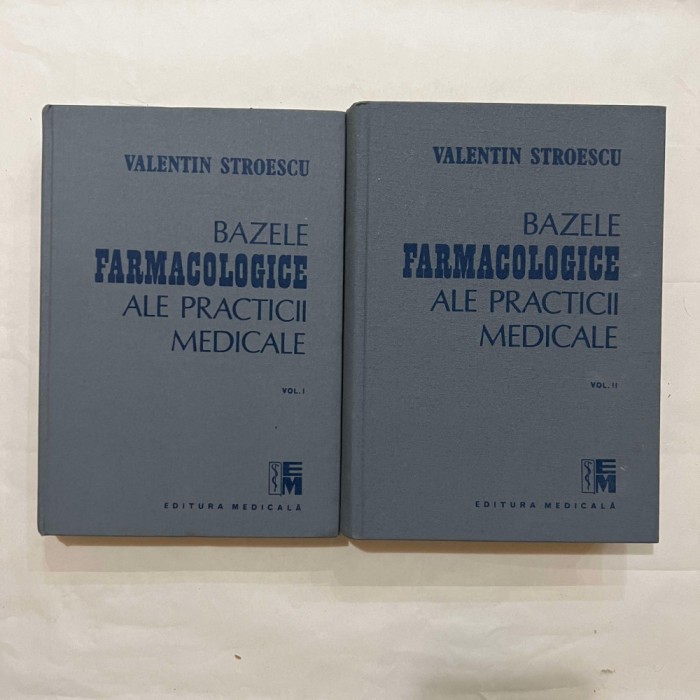 VALENTIN STROESCU
BAZELE
FARMACOLOGICE
ALE PRACTICII
MEDICALE
VOL. I
EM
EDITURA MEDICALĂ
VALENTIN STROESCU
BAZELE
FARMACOLOGICE
ALE PRACTICII
MEDICALE
VOL. II
EM
EDITURA MEDICALĂ